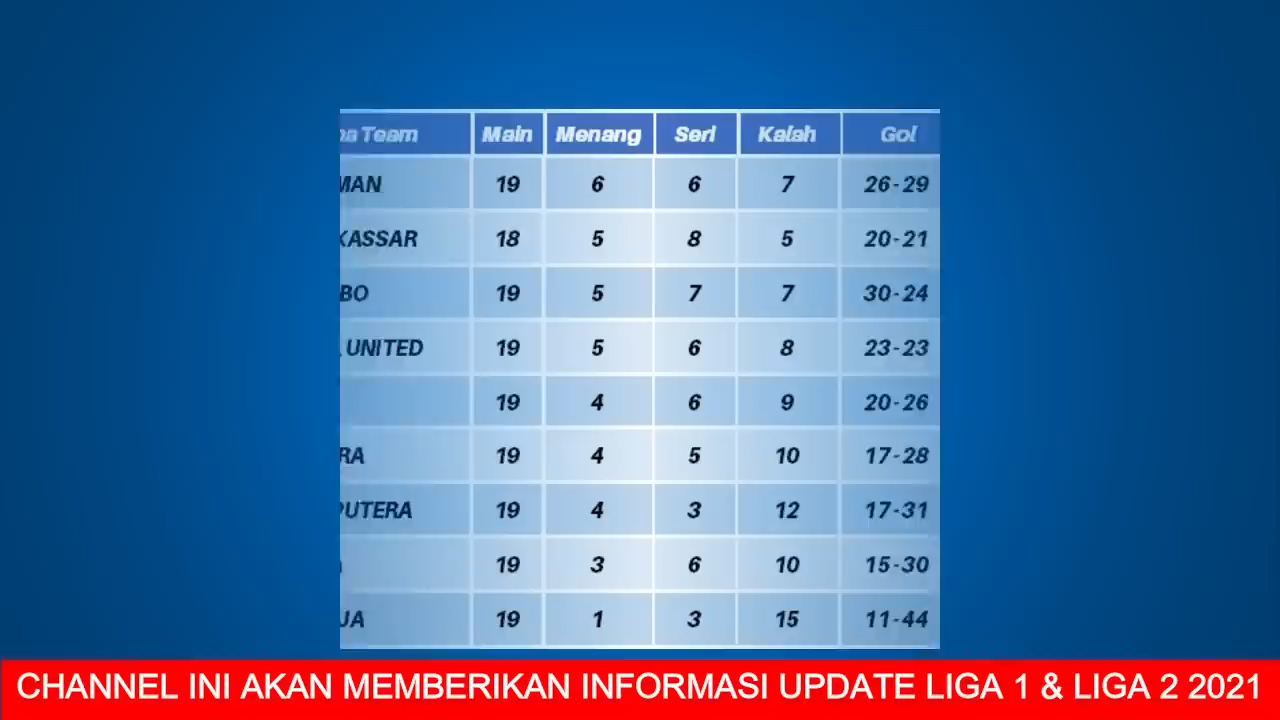 Team Main Menang Seri Kalah Gol
MAN 19 6 6 7 26-29
KASSAR 18 5 8 5 20-21
BO 19 5 7 7 30-24
UNITED 19 5 6 8 23-23
19 4 6 9 20-26
RA 19 4 5 10 17-28
PUTERA 19 4 3 12 17-31
19 3 6 10 15-30
UA 19 1 3 15 11-44
CHANNEL INI AKAN MEMBERIKAN INFORMASI UPDATE LIGA 1 & LIGA 2 2021